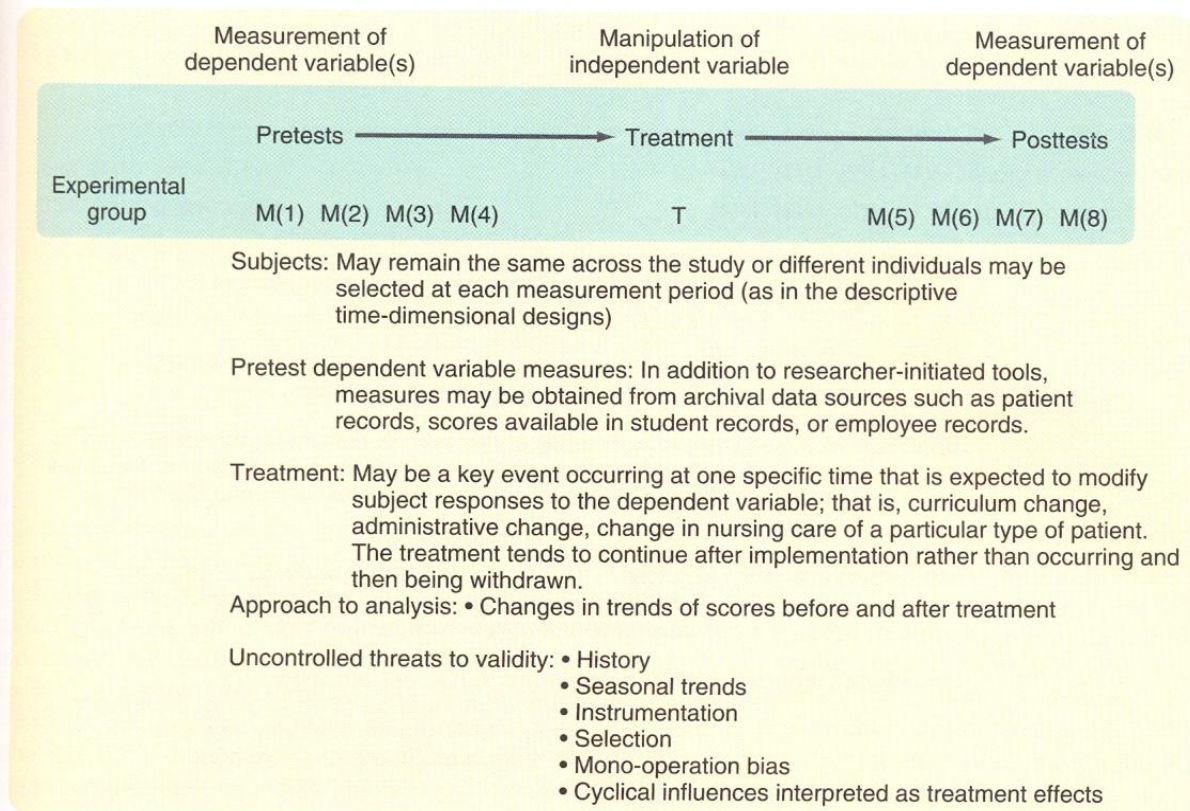 Measurement of dependent variable(s)
Manipulation of independent variable
Measurement of dependent variable(s)
Pretests Treatment Posttests
Experimental group
M(1) M(2) M(3) M(4) T M(5) M(6) M(7) M(8)
Subjects: May remain the same across the study or different individuals may be
selected at each measurement period (as in the descriptive
time-dimensional designs)
Pretest dependent variable measures: In addition to researcher-initiated tools,
measures may be obtained from archival data sources such as patient
records, scores available in student records, or employee records.
Treatment: May be a key event occurring at one specific time that is expected to modify
subject responses to the dependent variable; that is, curriculum change,
administrative change, change in nursing care of a particular type of patient.
The treatment tends to continue after implementation rather than occurring and
then being withdrawn.
Approach to analysis: • Changes in trends of scores before and after treatment
Uncontrolled threats to validity: • History
• Seasonal trends
• Instrumentation
• Selection
• Mono-operation bias
• Cyclical influences interpreted as treatment effects